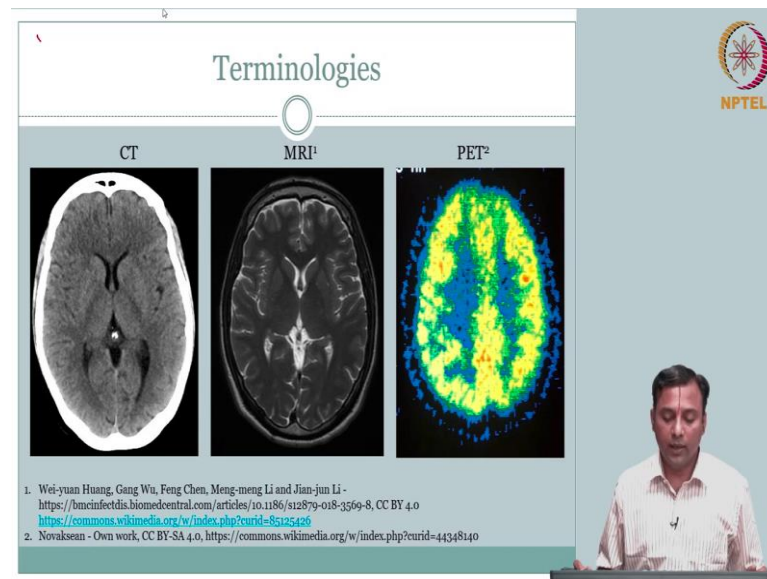 Terminologies
NPTEL
CT MRI¹ PET²
1. Wei-yuan Huang, Gang Wu, Feng Chen, Meng-meng Li and Jian-jun Li -
https://bmcinfectdis.biomedcentral.com/articles/10.1186/s12879-018-3569-8, CC BY 4.0
https://commons.wikimedia.org/w/index.php?curid=85125426
2. Novaksean - Own work, CC BY-SA 4.0, https://commons.wikimedia.org/w/index.php?curid=44348140